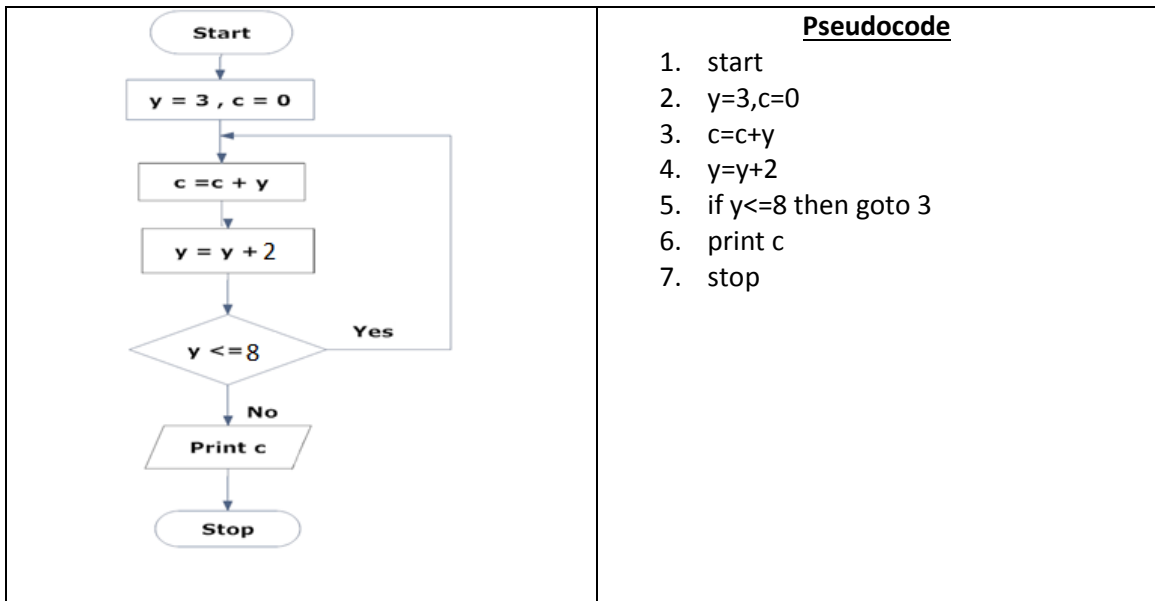 Start
y = 3 , c = 0
c =c + y
y = y + 2
y <=8
Yes
No
Print c
Stop
Pseudocode
1. start
2. y=3,c=0
3. c=c+y
4. y=y+2
5. if y<=8 then goto 3
6. print c
7. stop